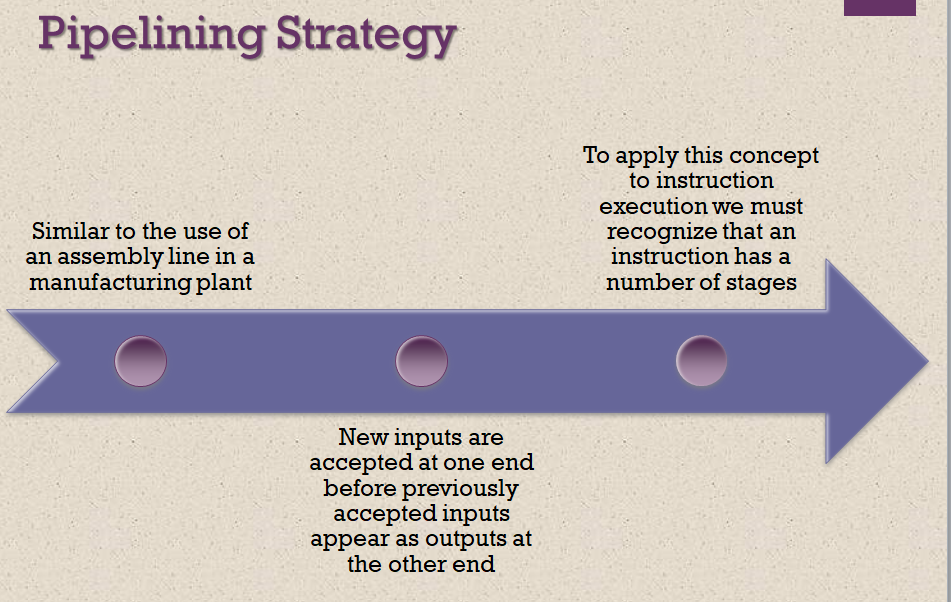 Pipelining Strategy
Similar to the use of
an assembly line in a
manufacturing plant
New inputs are
accepted at one end
before previously
accepted inputs
appear as outputs at
the other end
To apply this concept
to instruction
execution we must
recognize that an
instruction has a
number of stages